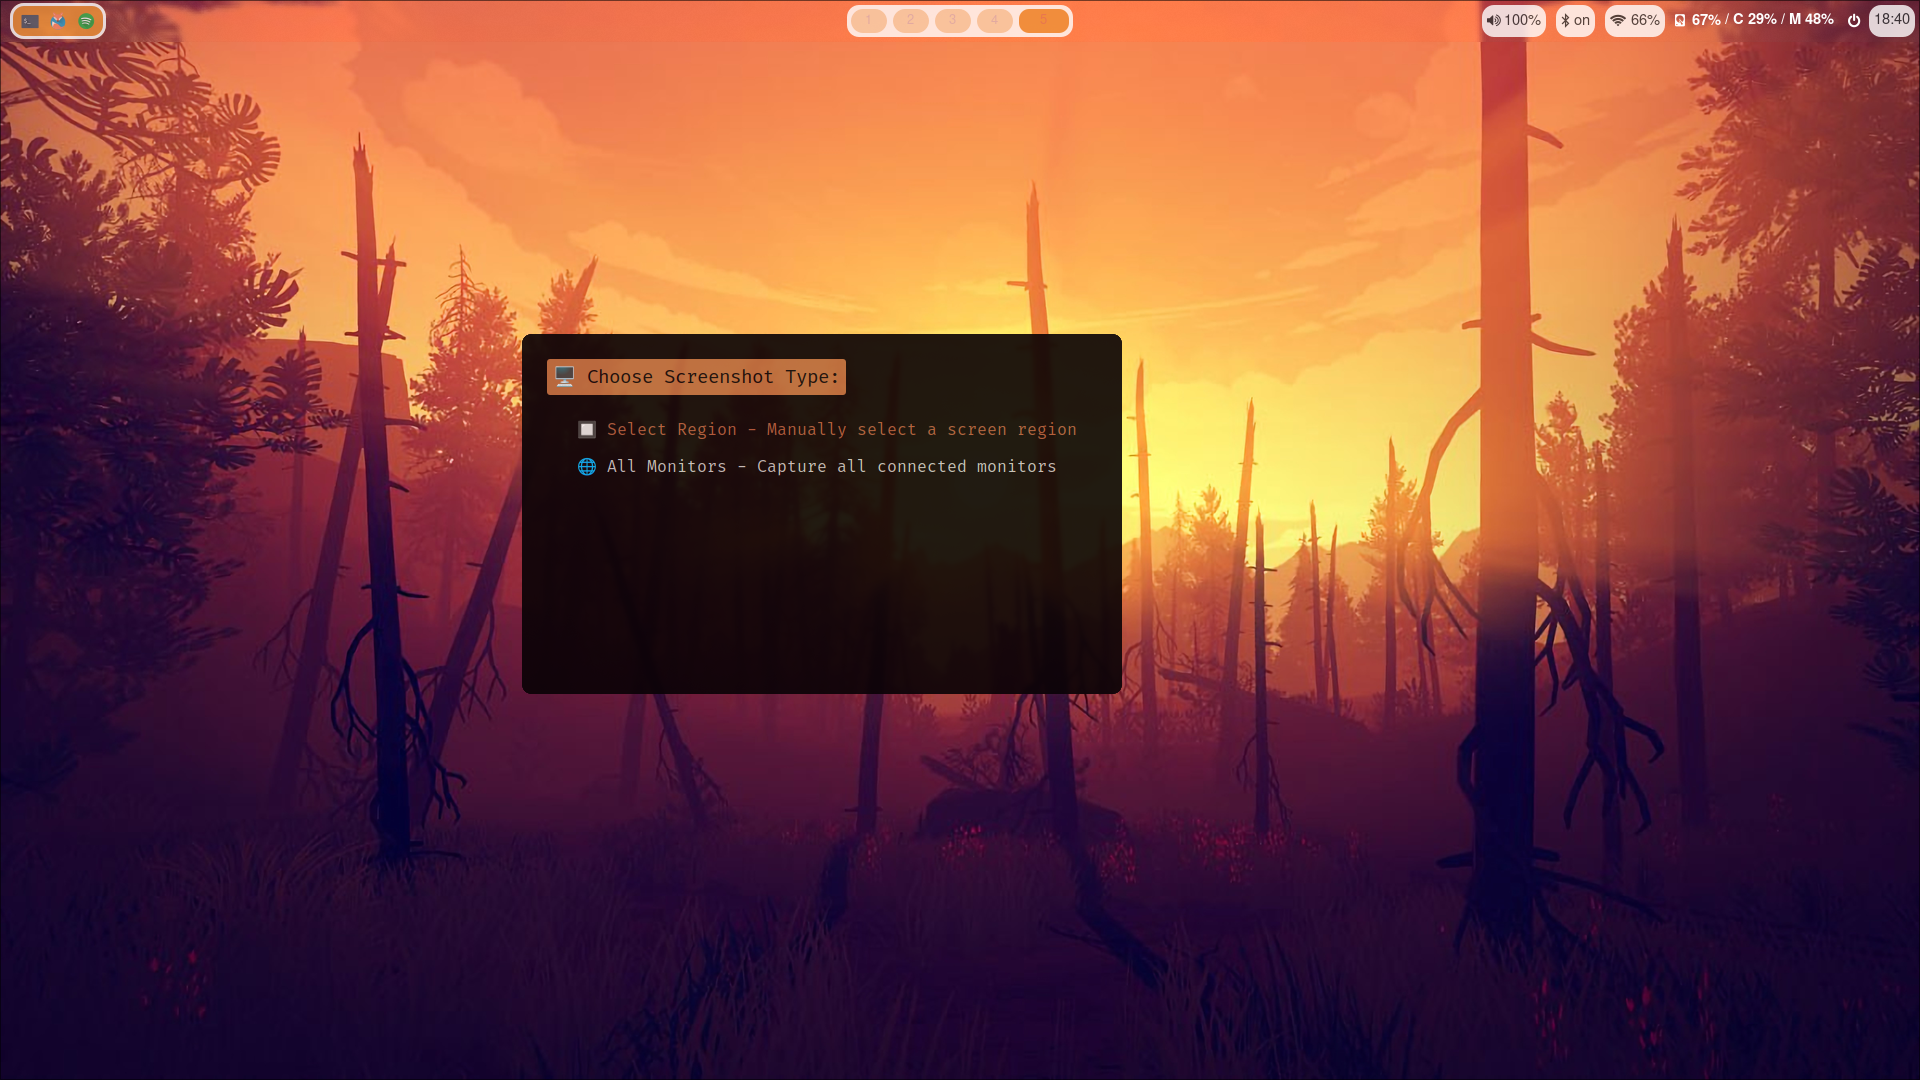 1 2 3 4 5
100% on 66% 67% / C 29% / M 48% 18:40
Choose Screenshot Type:
Select Region - Manually select a screen region
All Monitors - Capture all connected monitors